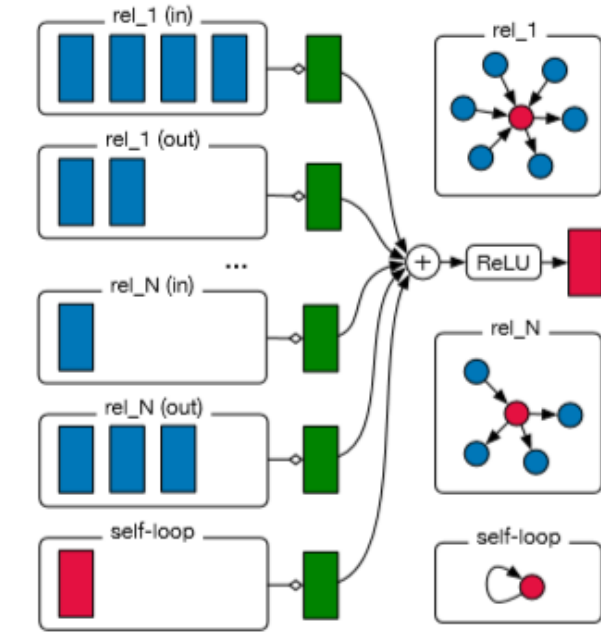 rel_1 (in)
rel_1 (out)
...
rel_N (in)
rel_N (out)
self-loop
+
ReLU
rel_1
rel_N
self-loop